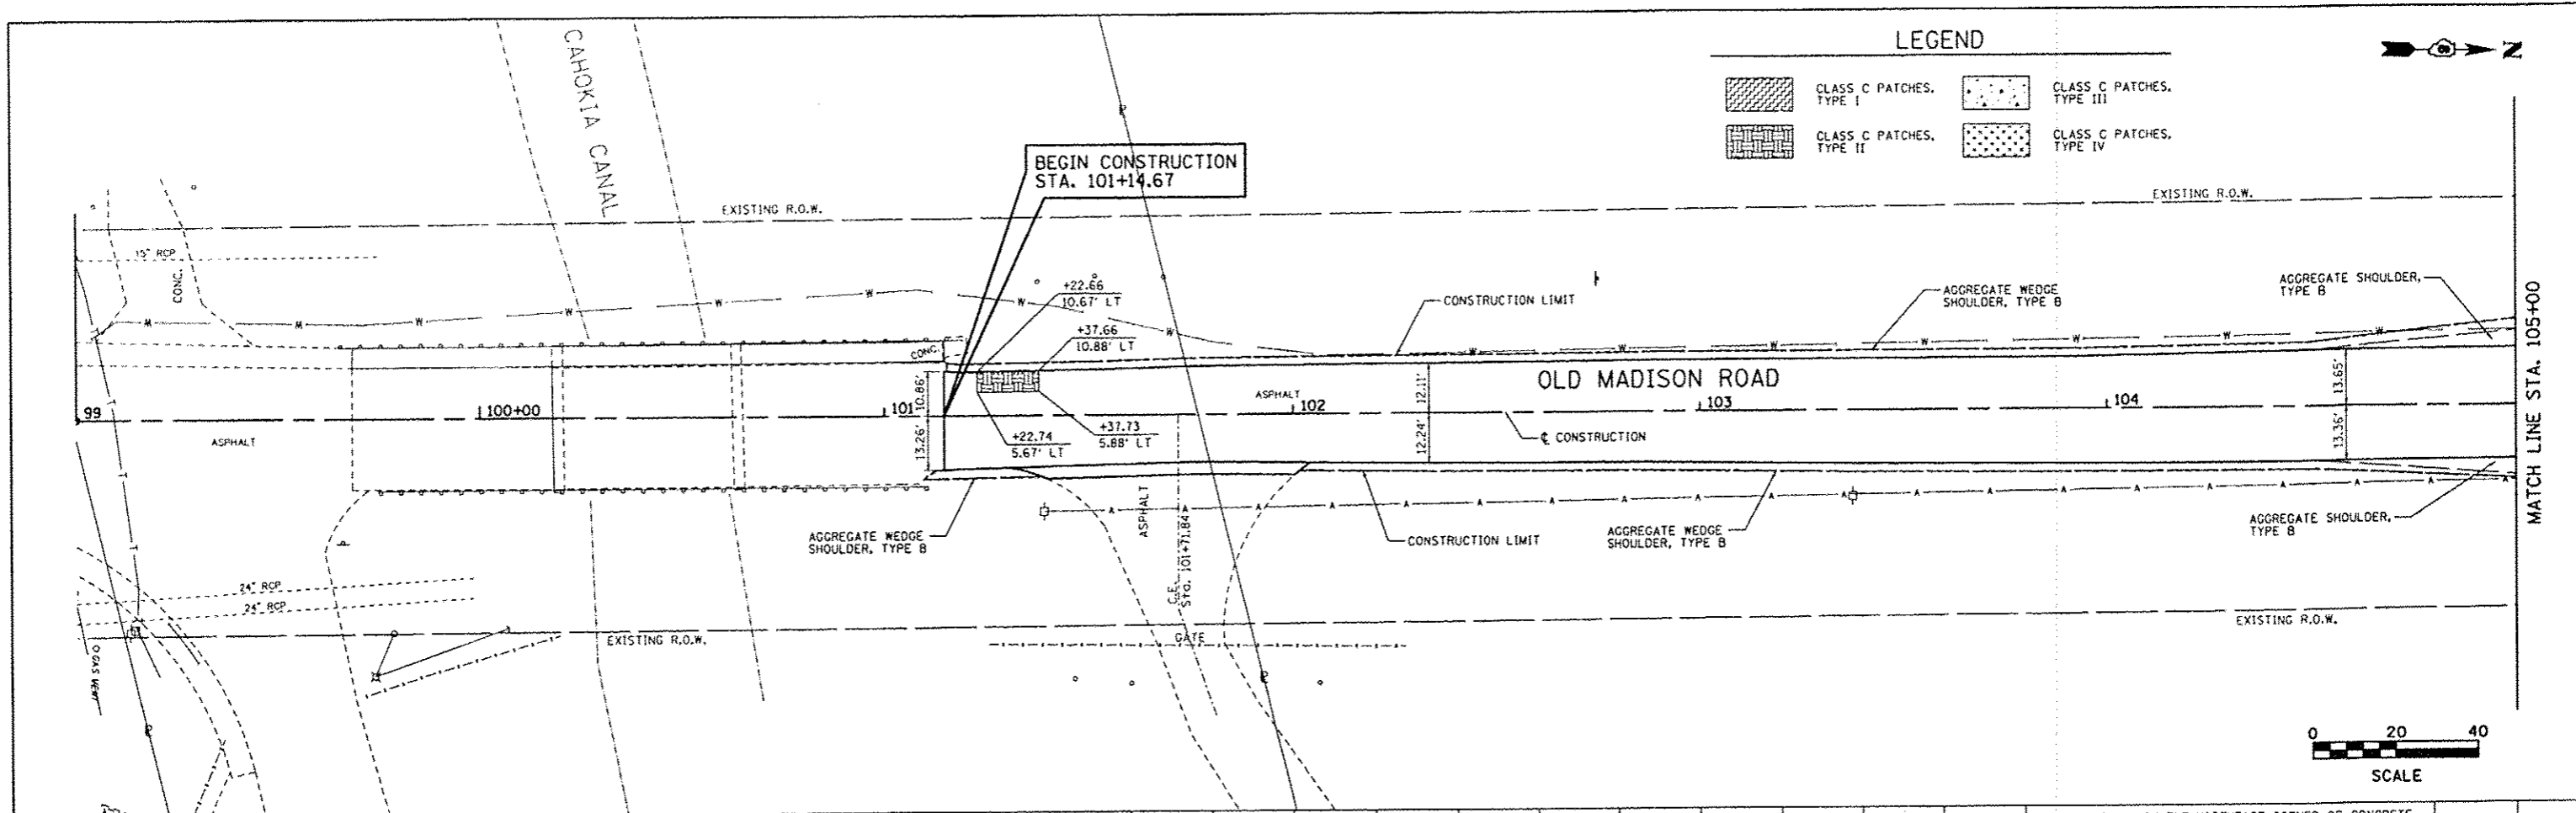 LEGEND
N
CLASS C PATCHES,
TYPE I
CLASS C PATCHES,
TYPE III
CLASS C PATCHES,
TYPE II
CLASS C PATCHES,
TYPE IV
CAHOKIA CANAL
BEGIN CONSTRUCTION
STA. 101+14.67
EXISTING R.O.W.
EXISTING R.O.W.
15" RCP
CONC.
+22.66
10.67' LT
+37.66
10.88' LT
CONSTRUCTION LIMIT
AGGREGATE WEDGE
SHOULDER, TYPE B
AGGREGATE SHOULDER,
TYPE B
CONC.
OLD MADISON ROAD
10.86'
13.26'
ASPHALT
12.11'
12.24'
13.65'
13.36'
99
100+00
101
102
103
104
ASPHALT
+22.74
5.67' LT
+37.73
5.88' LT
℄ CONSTRUCTION
MATCH LINE STA. 105+00
AGGREGATE WEDGE
SHOULDER, TYPE B
ASPHALT
C.E.
Sta. 101+71.84
CONSTRUCTION LIMIT
AGGREGATE WEDGE
SHOULDER, TYPE B
AGGREGATE SHOULDER,
TYPE B
24" RCP
24" RCP
EXISTING R.O.W.
GATE
EXISTING R.O.W.
GAS VENT
0 20 40
SCALE